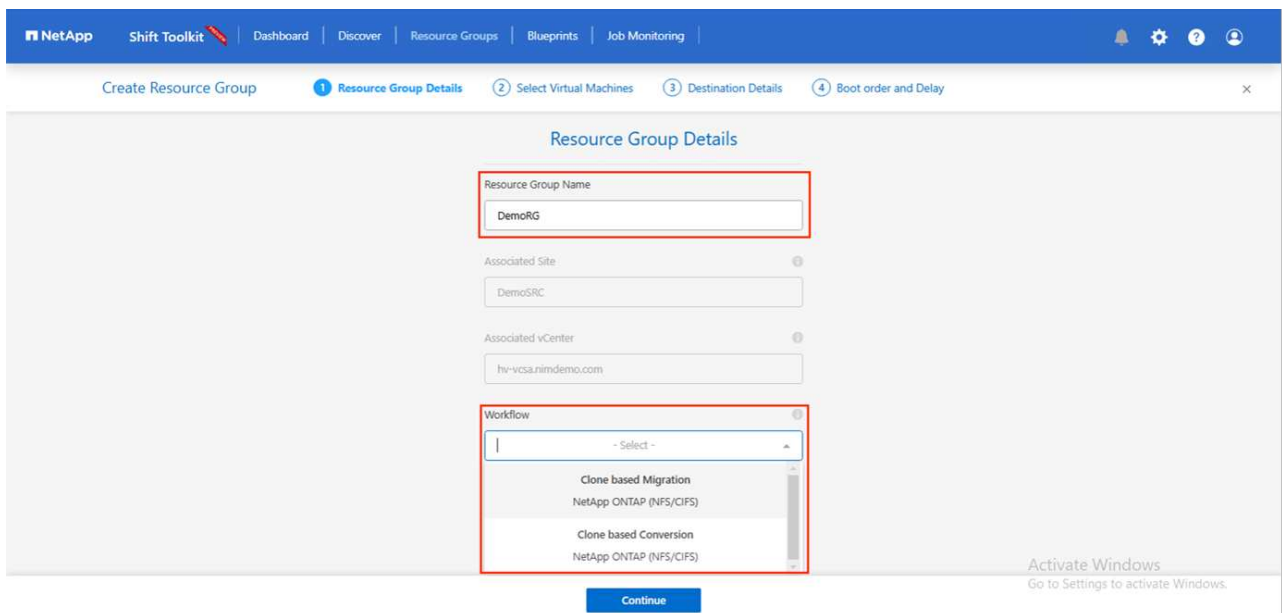 NetApp Shift Toolkit Dashboard Discover Resource Groups Blueprints Job Monitoring
Create Resource Group 1 Resource Group Details 2 Select Virtual Machines 3 Destination Details 4 Boot order and Delay
Resource Group Details
Resource Group Name
DemoRG
Associated Site
DemoSRC
Associated vCenter
hv-vcsa.nimdemo.com
Workflow
- Select -
Clone based Migration
NetApp ONTAP (NFS/CIFS)
Clone based Conversion
NetApp ONTAP (NFS/CIFS)
Activate Windows
Go to Settings to activate Windows.
Continue